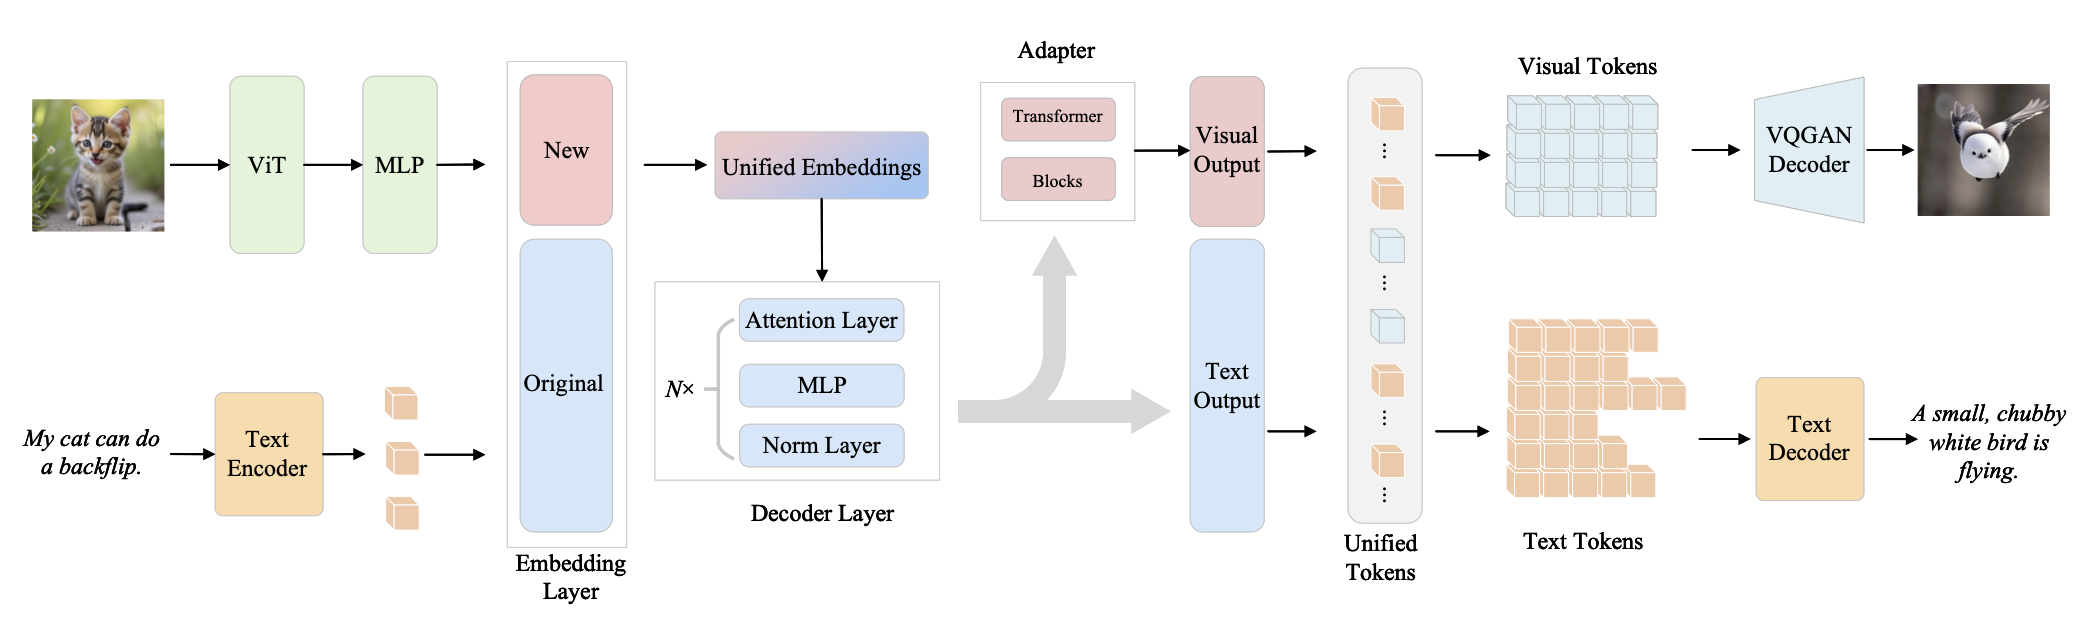 ViT
MLP
My cat can do
a backflip.
Text
Encoder
New
Original
Embedding
Layer
Unified Embeddings
N×
Attention Layer
MLP
Norm Layer
Decoder Layer
Adapter
Transformer
Blocks
Visual
Output
Text
Output
Unified
Tokens
Visual Tokens
Text Tokens
VQGAN
Decoder
Text
Decoder
A small, chubby
white bird is
flying.